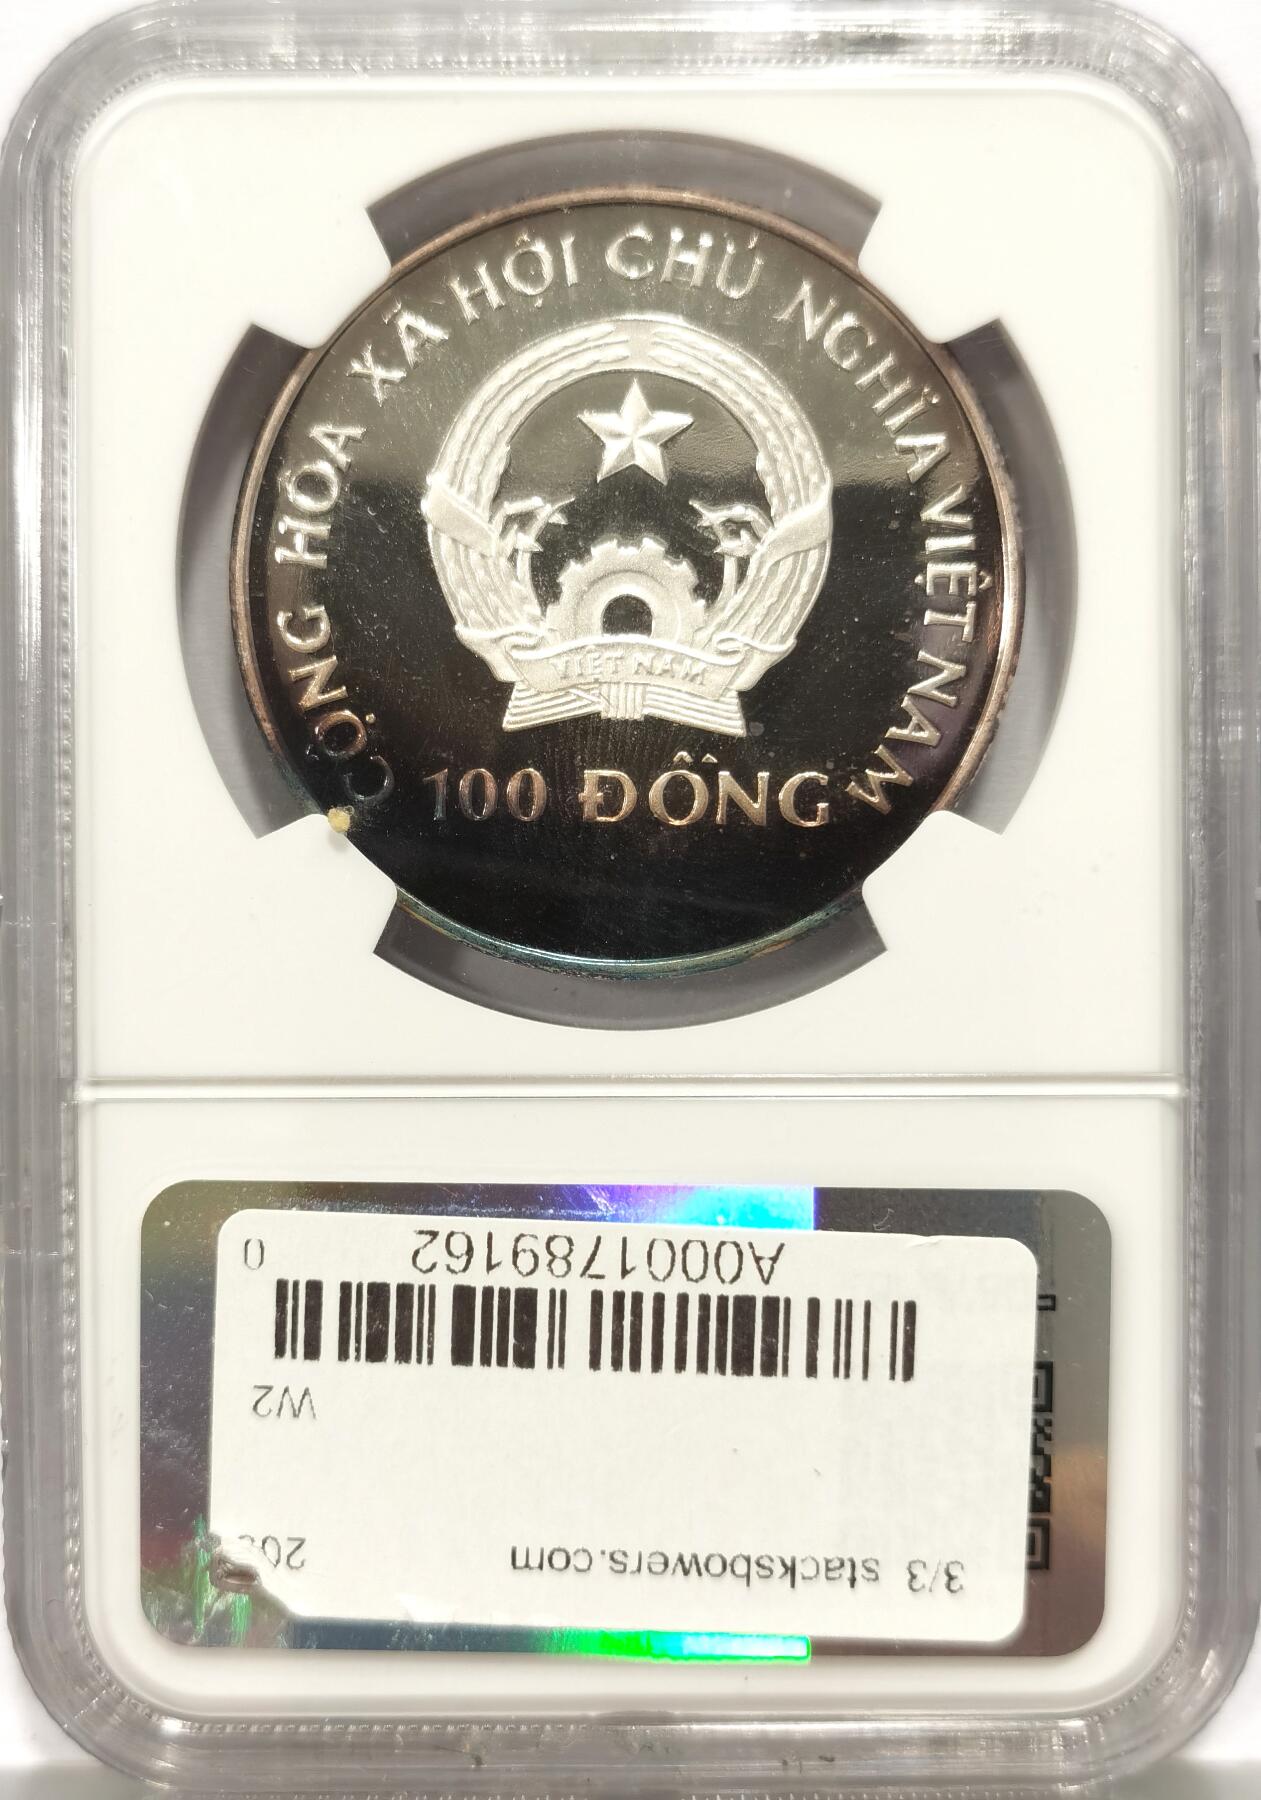 CỘNG HÒA XÃ HỘI CHỦ NGHĨA VIỆT NAM
VIỆT NAM
100 ĐỒNG
3/3 stacksbowers.com
W2
A0001789162 0